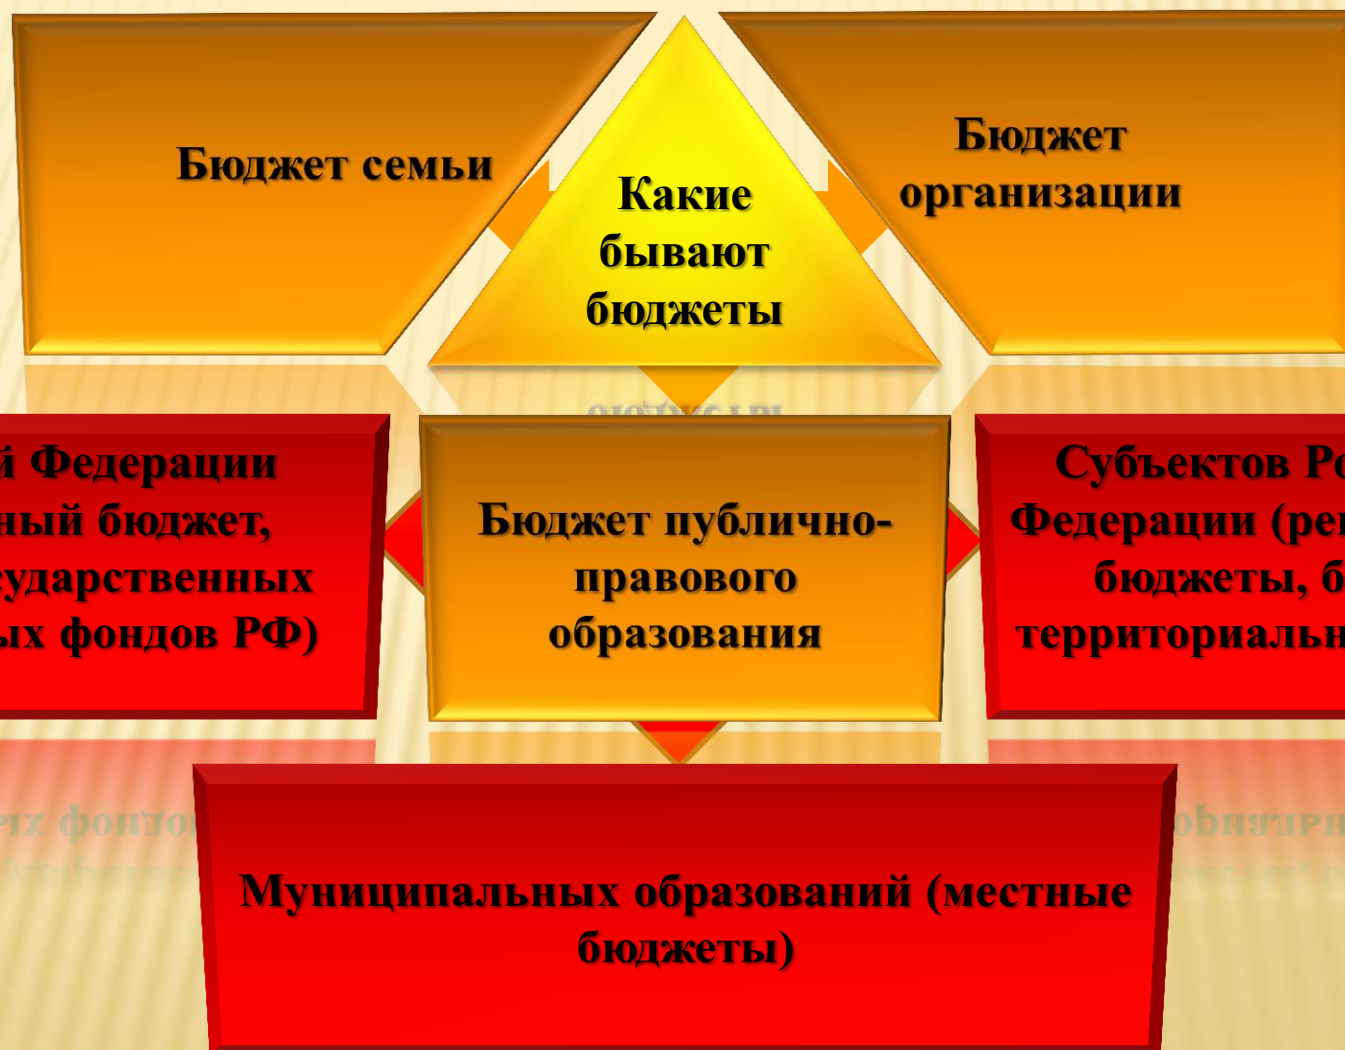 Бюджет семьи
Какие
бывают
бюджеты
Бюджет
организации
й Федерации
ный бюджет,
сударственных
ых фондов РФ)
Бюджет публично-
правового
образования
Субъектов Ро
Федерации (рег
бюджеты, б
территориальн
Муниципальных образований (местные
бюджеты)